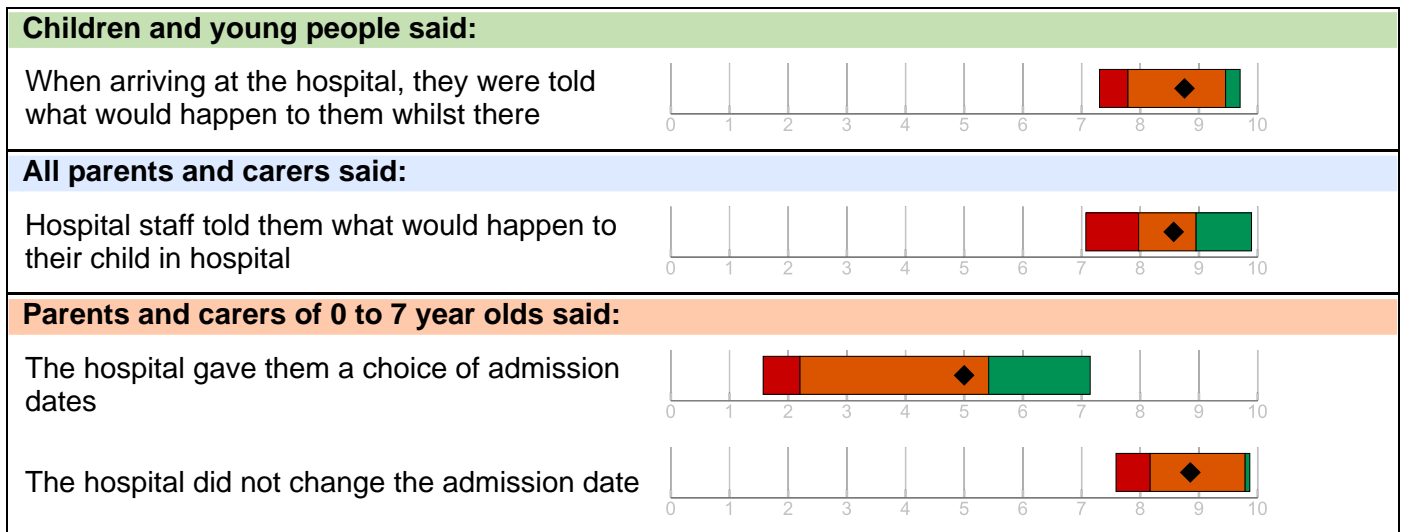 Children and young people said:
When arriving at the hospital, they were told
what would happen to them whilst there
0 1 2 3 4 5 6 7 8 9 10
All parents and carers said:
Hospital staff told them what would happen to
their child in hospital
0 1 2 3 4 5 6 7 8 9 10
Parents and carers of 0 to 7 year olds said:
The hospital gave them a choice of admission
dates
0 1 2 3 4 5 6 7 8 9 10
The hospital did not change the admission date
0 1 2 3 4 5 6 7 8 9 10